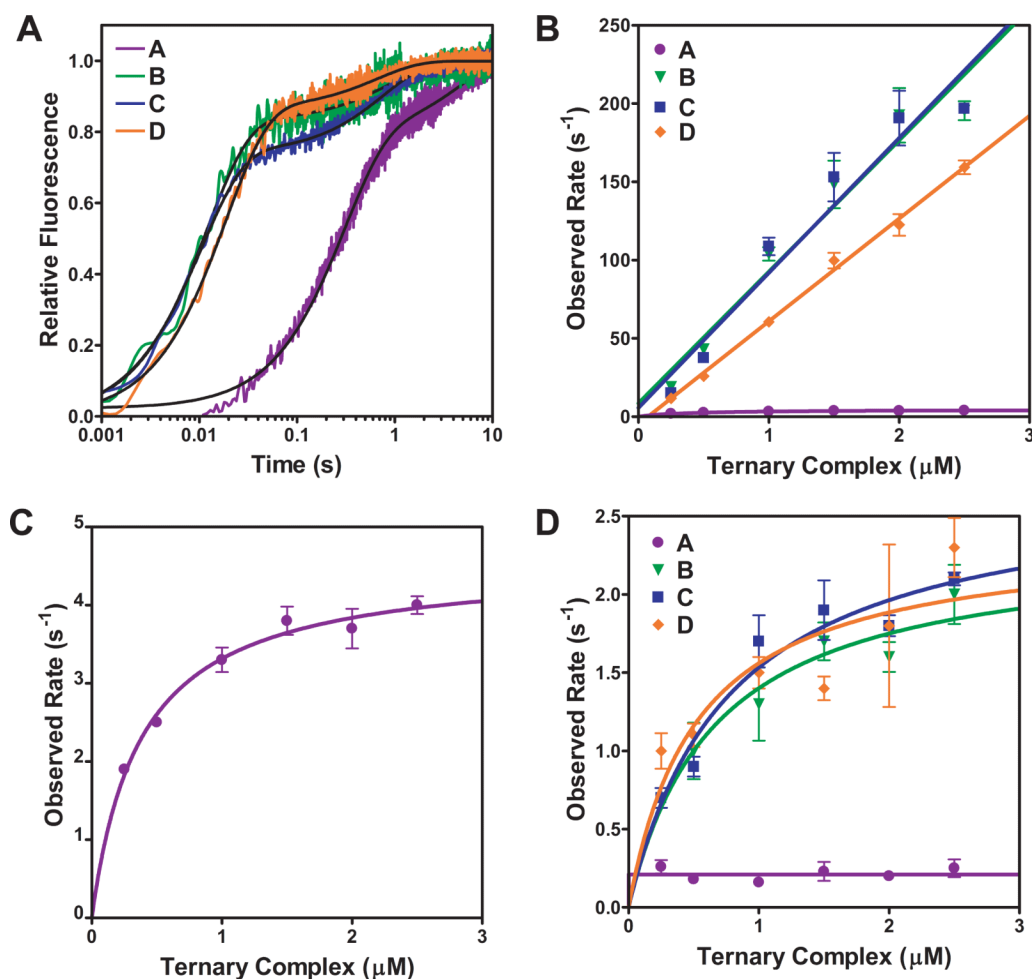 A
A
B
C
D
Relative Fluorescence
1.0
0.8
0.6
0.4
0.2
0.0
0.001
0.01
0.1
1
10
Time (s)
B
A
B
C
D
Observed Rate (s⁻¹)
250
200
150
100
50
0
0
1
2
3
Ternary Complex (μM)
C
Observed Rate (s⁻¹)
5
4
3
2
1
0
0
1
2
3
Ternary Complex (μM)
D
A
B
C
D
Observed Rate (s⁻¹)
2.5
2.0
1.5
1.0
0.5
0.0
0
1
2
3
Ternary Complex (μM)